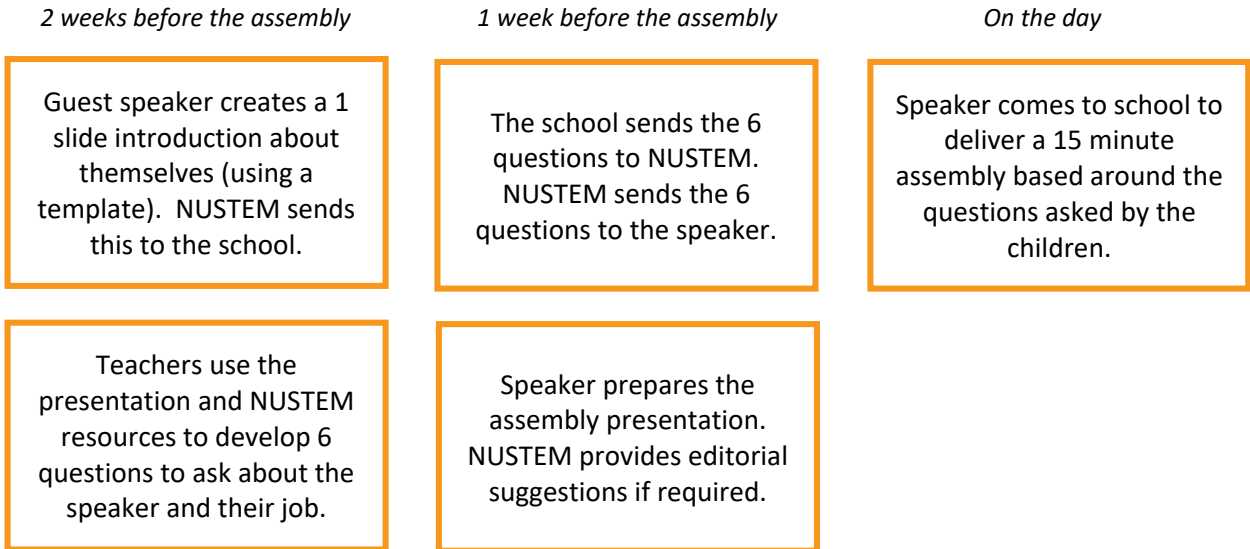 2 weeks before the assembly
1 week before the assembly
On the day
Guest speaker creates a 1
slide introduction about
themselves (using a
template).  NUSTEM sends
this to the school.
The school sends the 6
questions to NUSTEM.
NUSTEM sends the 6
questions to the speaker.
Speaker comes to school to
deliver a 15 minute
assembly based around the
questions asked by the
children.
Teachers use the
presentation and NUSTEM
resources to develop 6
questions to ask about the
speaker and their job.
Speaker prepares the
assembly presentation.
NUSTEM provides editorial
suggestions if required.